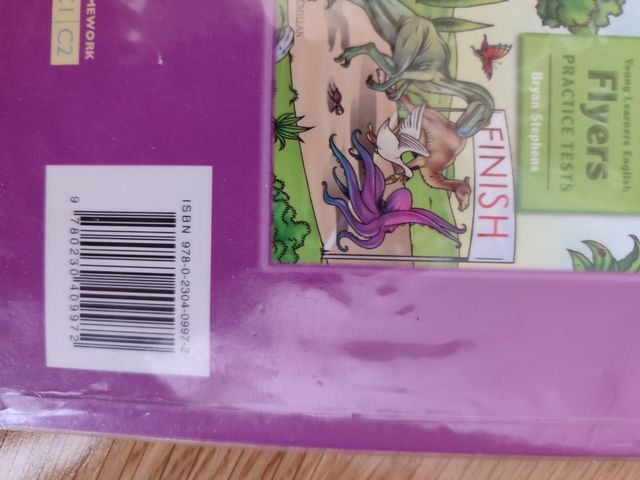 Young Learners English
Flyers
PRACTICE TESTS
Bryan Stephens
FINISH
MACMILLAN
C1 C2
ISBN 978-0-2304-0997-2
9 780230 409972